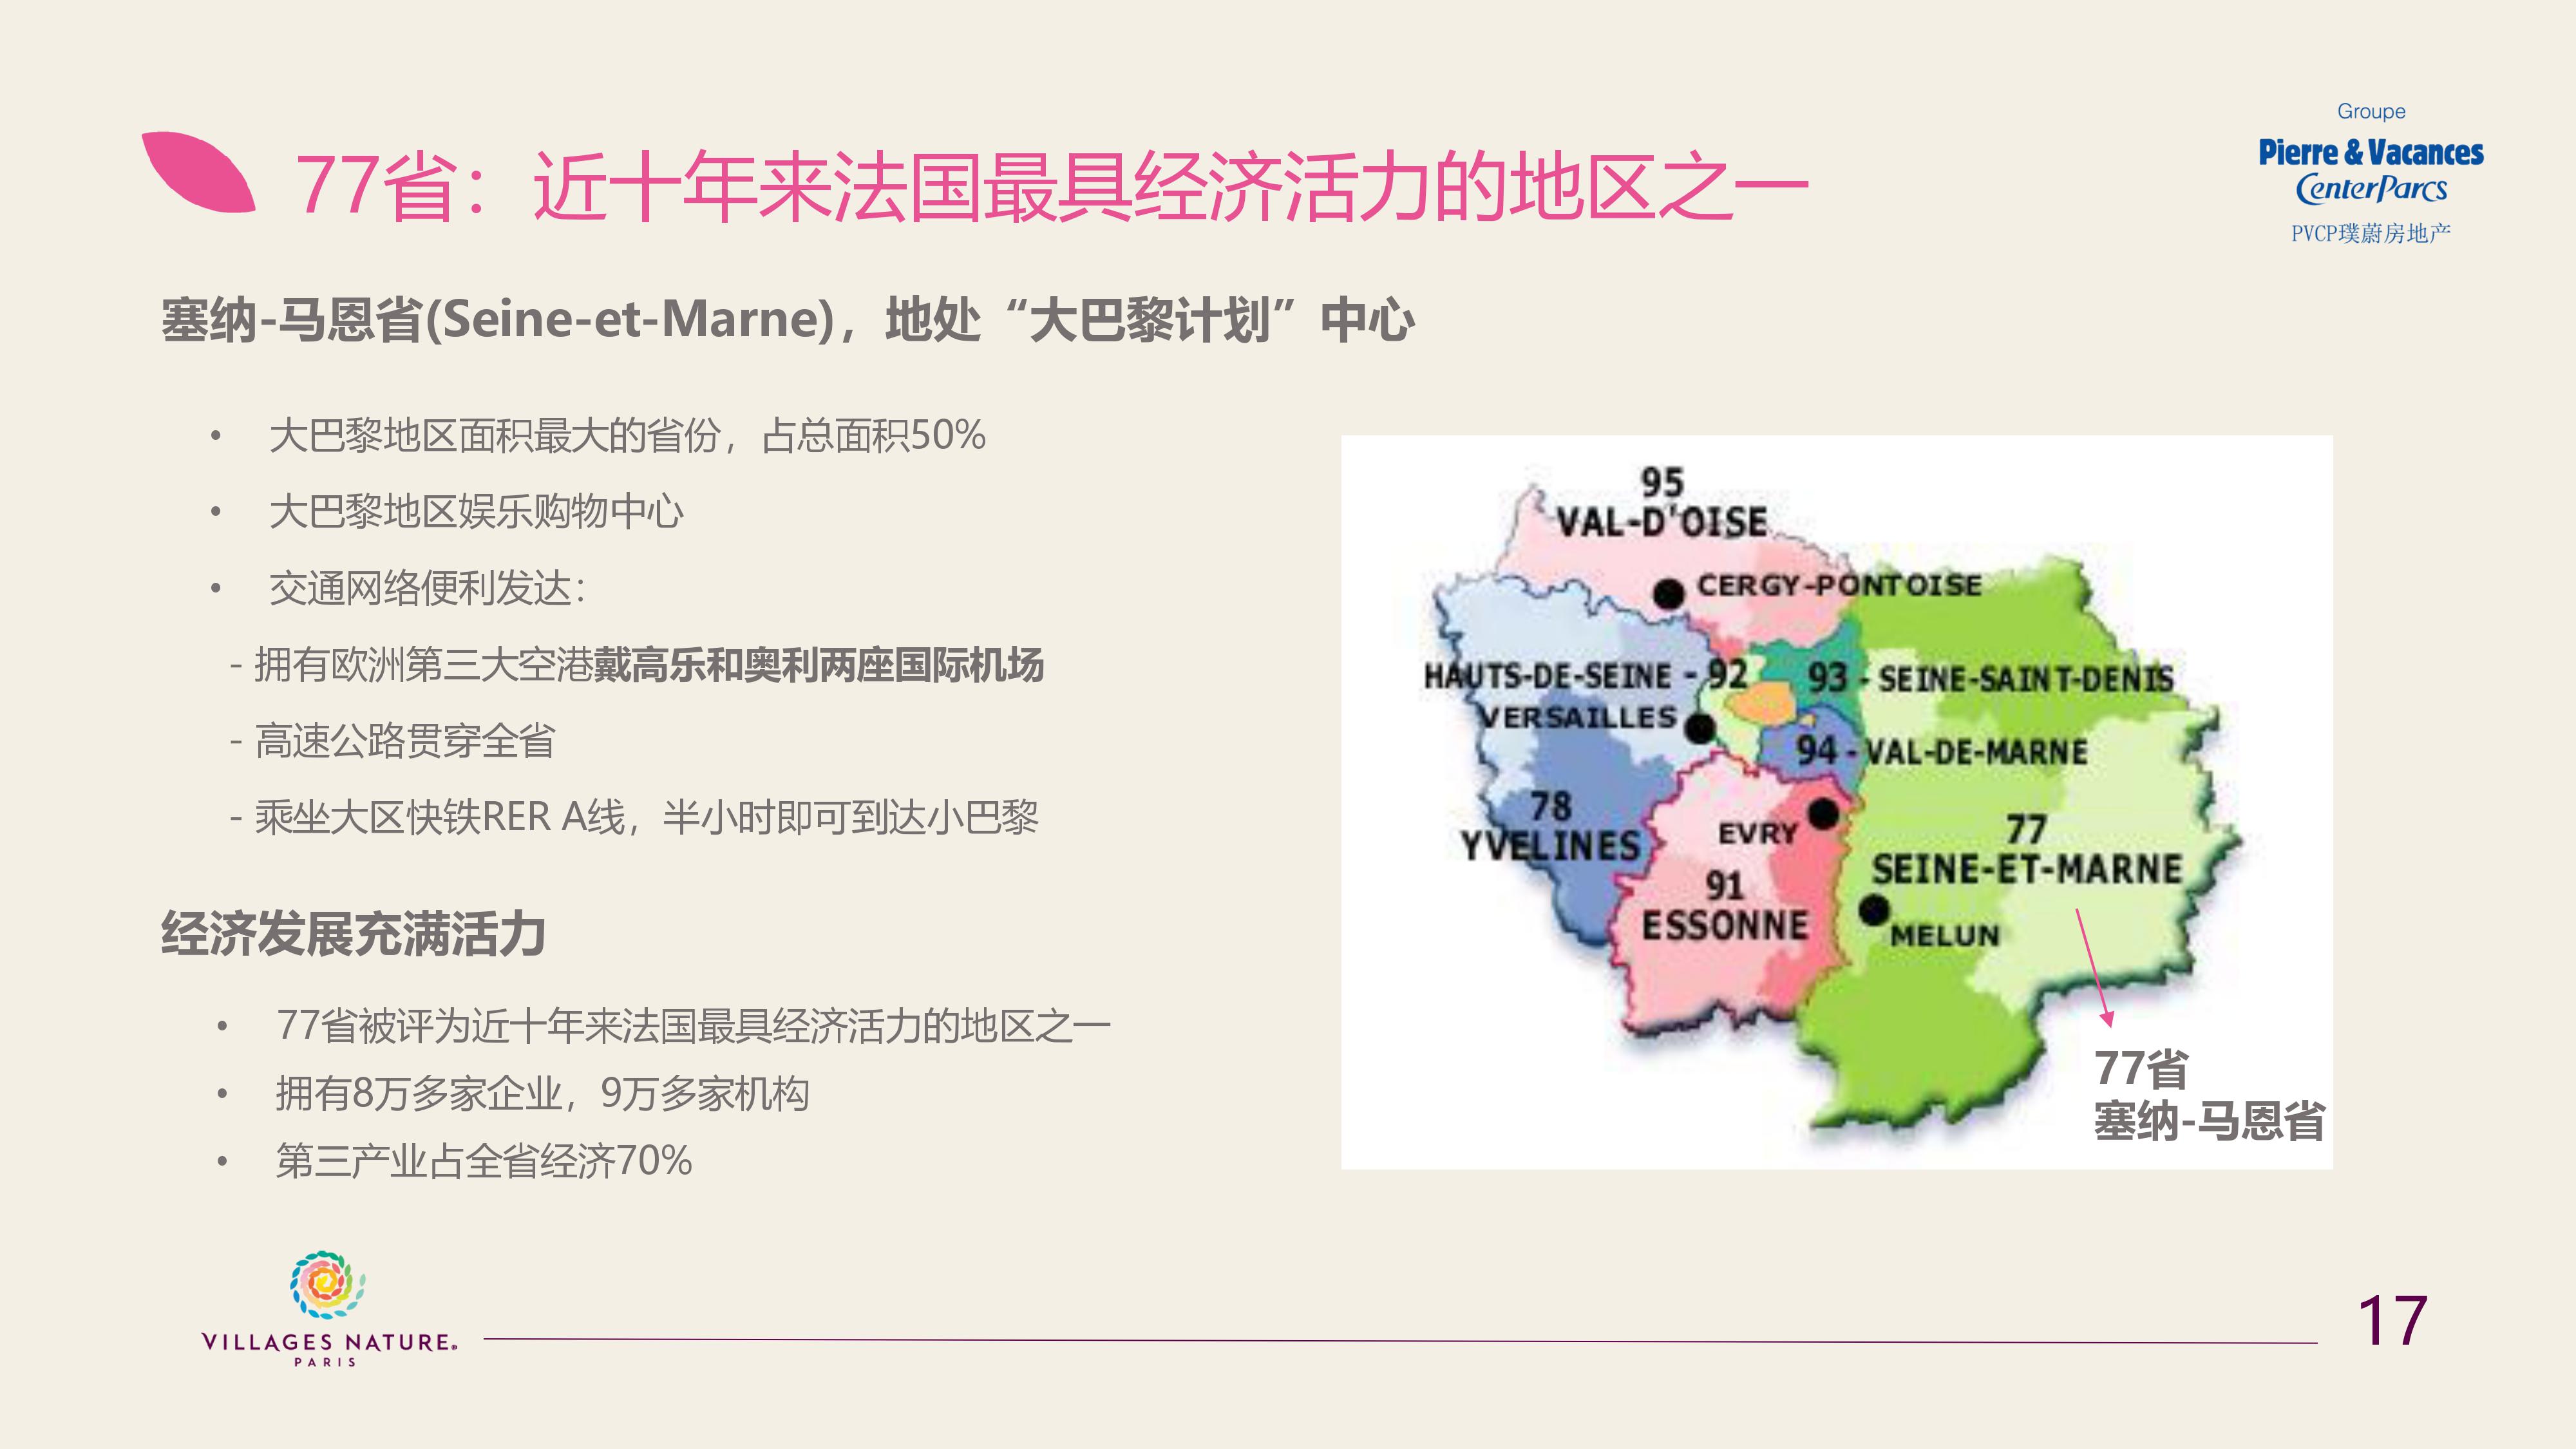 77省：近十年来法国最具经济活力的地区之一
Groupe
Pierre & Vacances
CenterParcs
PVCP璞蔚房地产
塞纳-马恩省(Seine-et-Marne)，地处“大巴黎计划”中心
• 大巴黎地区面积最大的省份，占总面积50%
• 大巴黎地区娱乐购物中心
• 交通网络便利发达：
- 拥有欧洲第三大空港戴高乐和奥利两座国际机场
- 高速公路贯穿全省
- 乘坐大区快铁RER A线，半小时即可到达小巴黎
经济发展充满活力
• 77省被评为近十年来法国最具经济活力的地区之一
• 拥有8万多家企业，9万多家机构
• 第三产业占全省经济70%
95
VAL-D'OISE
CERGY-PONTOISE
HAUTS-DE-SEINE - 92
93 - SEINE-SAINT-DENIS
VERSAILLES
94 - VAL-DE-MARNE
78
YVELINES
EVRY
77
SEINE-ET-MARNE
91
ESSONNE
MELUN
77省
塞纳-马恩省
VILLAGES NATURE®
PARIS
17